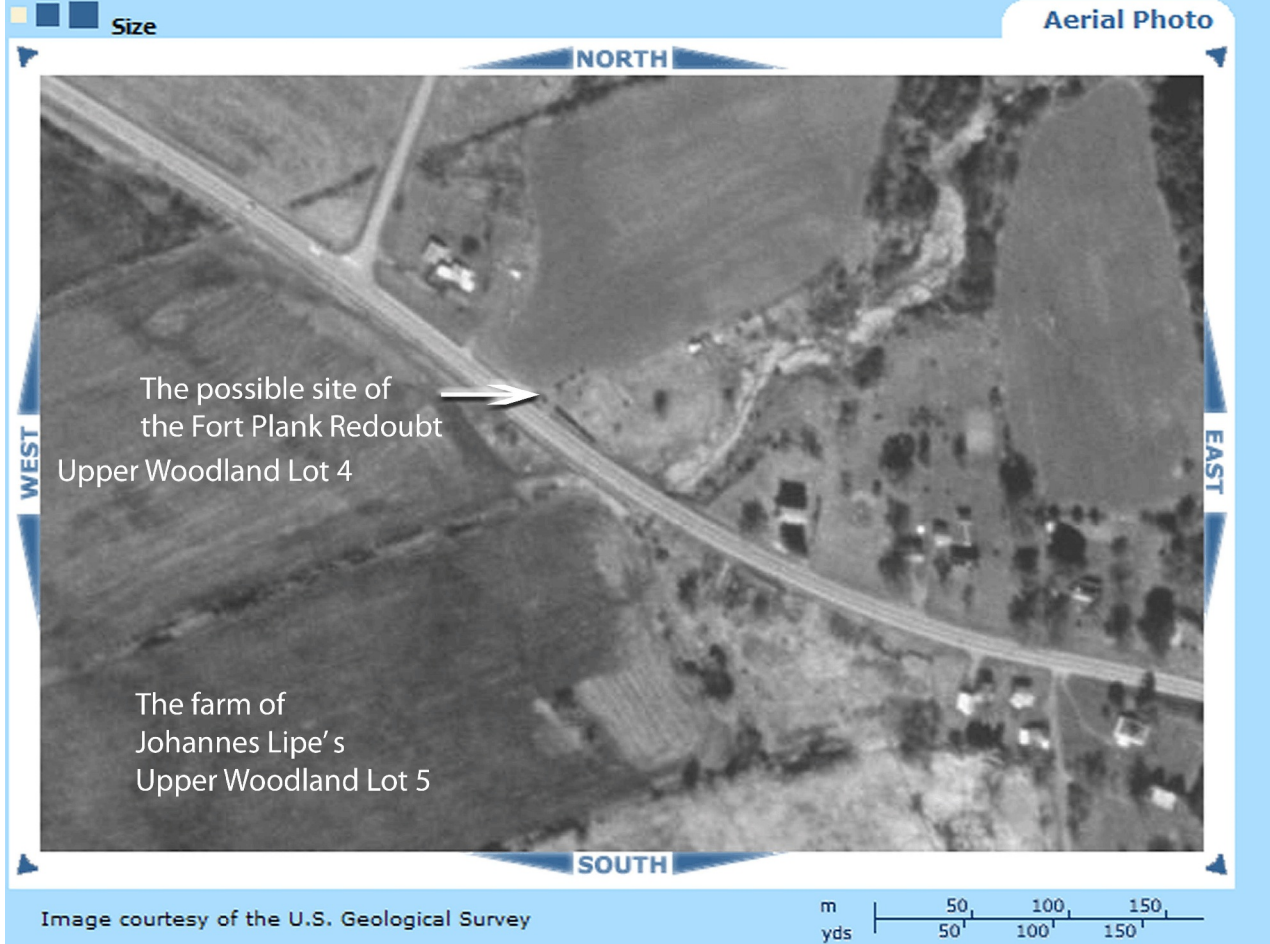 Size
Aerial Photo
NORTH
The possible site of
the Fort Plank Redoubt
Upper Woodland Lot 4
WEST
EAST
The farm of
Johannes Lipe's
Upper Woodland Lot 5
SOUTH
Image courtesy of the U.S. Geological Survey
m 50 100 150
yds 50 100 150